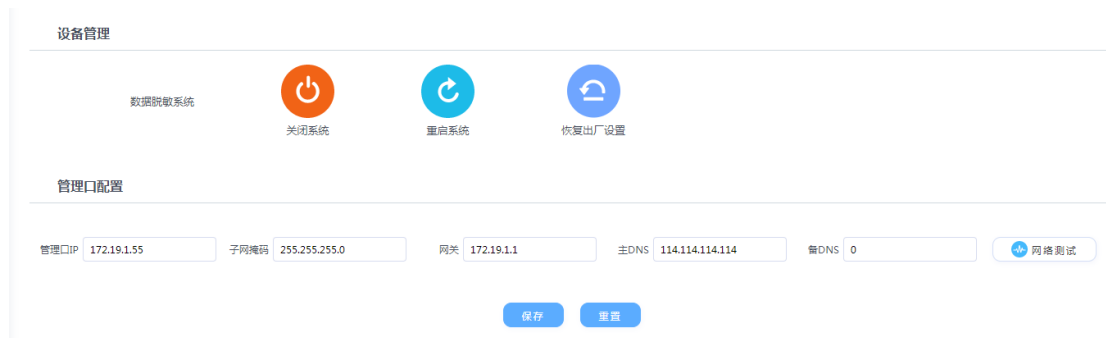 设备管理
数据脱敏系统
关闭系统 重启系统 恢复出厂设置
管理口配置
管理口IP 172.19.1.55 子网掩码 255.255.255.0 网关 172.19.1.1 主DNS 114.114.114.114 备DNS 0 网络测试
保存 重置